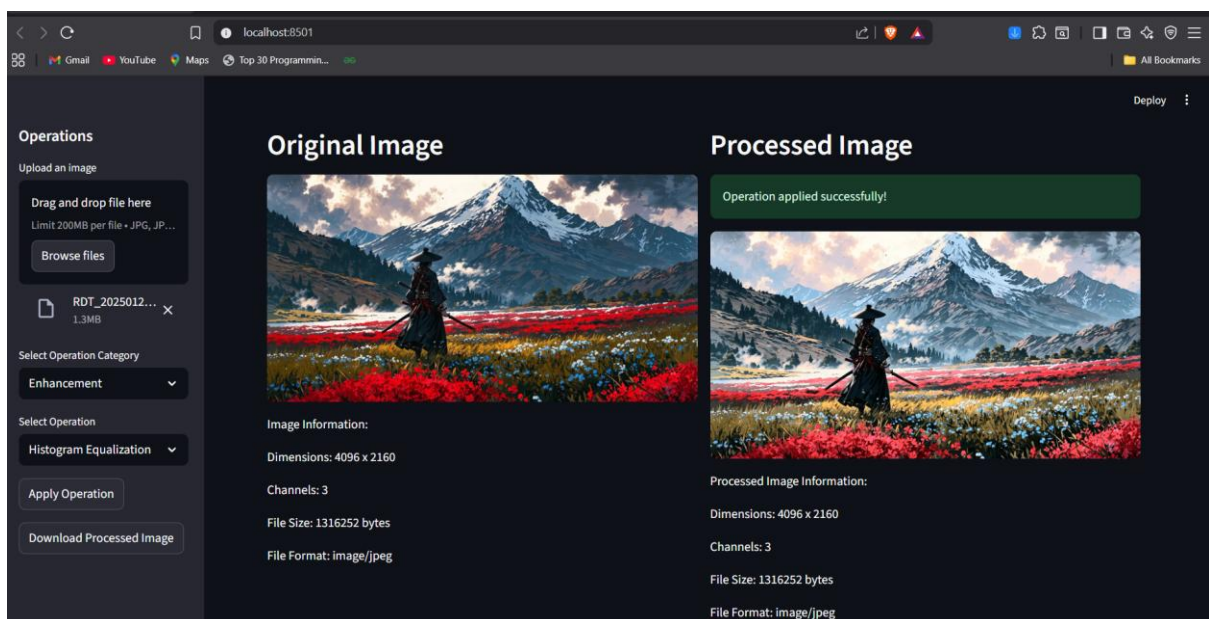 localhost:8501
Gmail YouTube Maps Top 30 Programmin... All Bookmarks
Deploy
Operations
Upload an image
Drag and drop file here
Limit 200MB per file • JPG, JP...
Browse files
RDT_2025012...
1.3MB
Select Operation Category
Enhancement
Select Operation
Histogram Equalization
Apply Operation
Download Processed Image
Original Image
Image Information:
Dimensions: 4096 x 2160
Channels: 3
File Size: 1316252 bytes
File Format: image/jpeg
Processed Image
Operation applied successfully!
Processed Image Information:
Dimensions: 4096 x 2160
Channels: 3
File Size: 1316252 bytes
File Format: image/jpeg